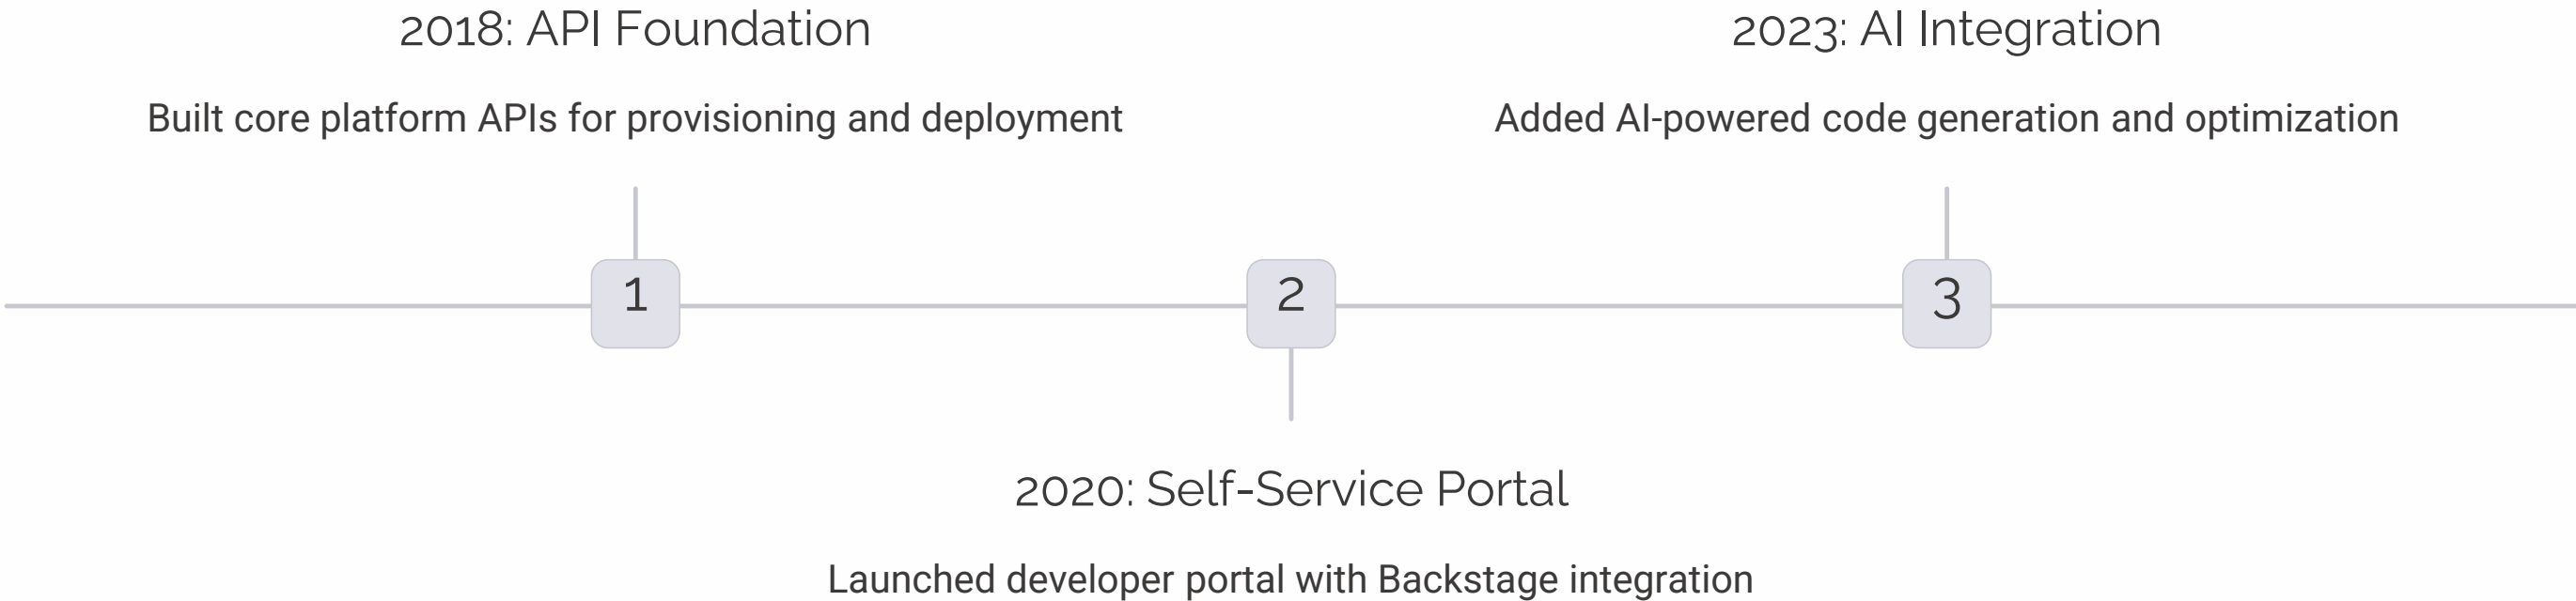 2018: API Foundation
Built core platform APIs for provisioning and deployment
2023: AI Integration
Added AI-powered code generation and optimization
1
2
3
2020: Self-Service Portal
Launched developer portal with Backstage integration